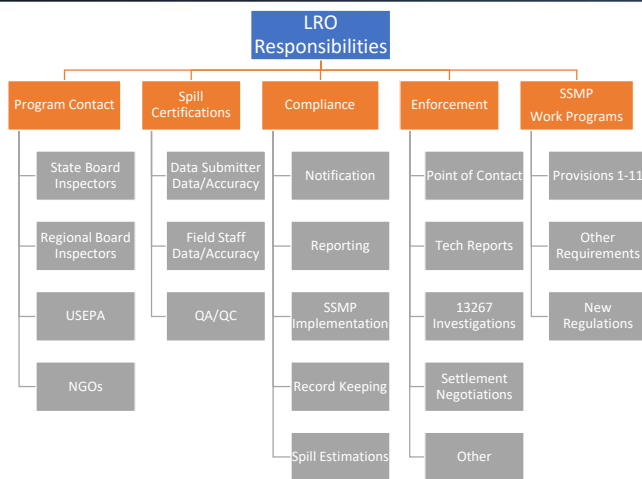 LRO
Responsibilities
Program Contact
State Board
Inspectors
Regional Board
Inspectors
USEPA
NGOs
Spill
Certifications
Data Submitter
Data/Accuracy
Field Staff
Data/Accuracy
QA/QC
Compliance
Notification
Reporting
SSMP
Implementation
Record Keeping
Spill Estimations
Enforcement
Point of Contact
Tech Reports
13267
Investigations
Settlement
Negotiations
Other
SSMP
Work Programs
Provisions 1-11
Other
Requirements
New
Regulations